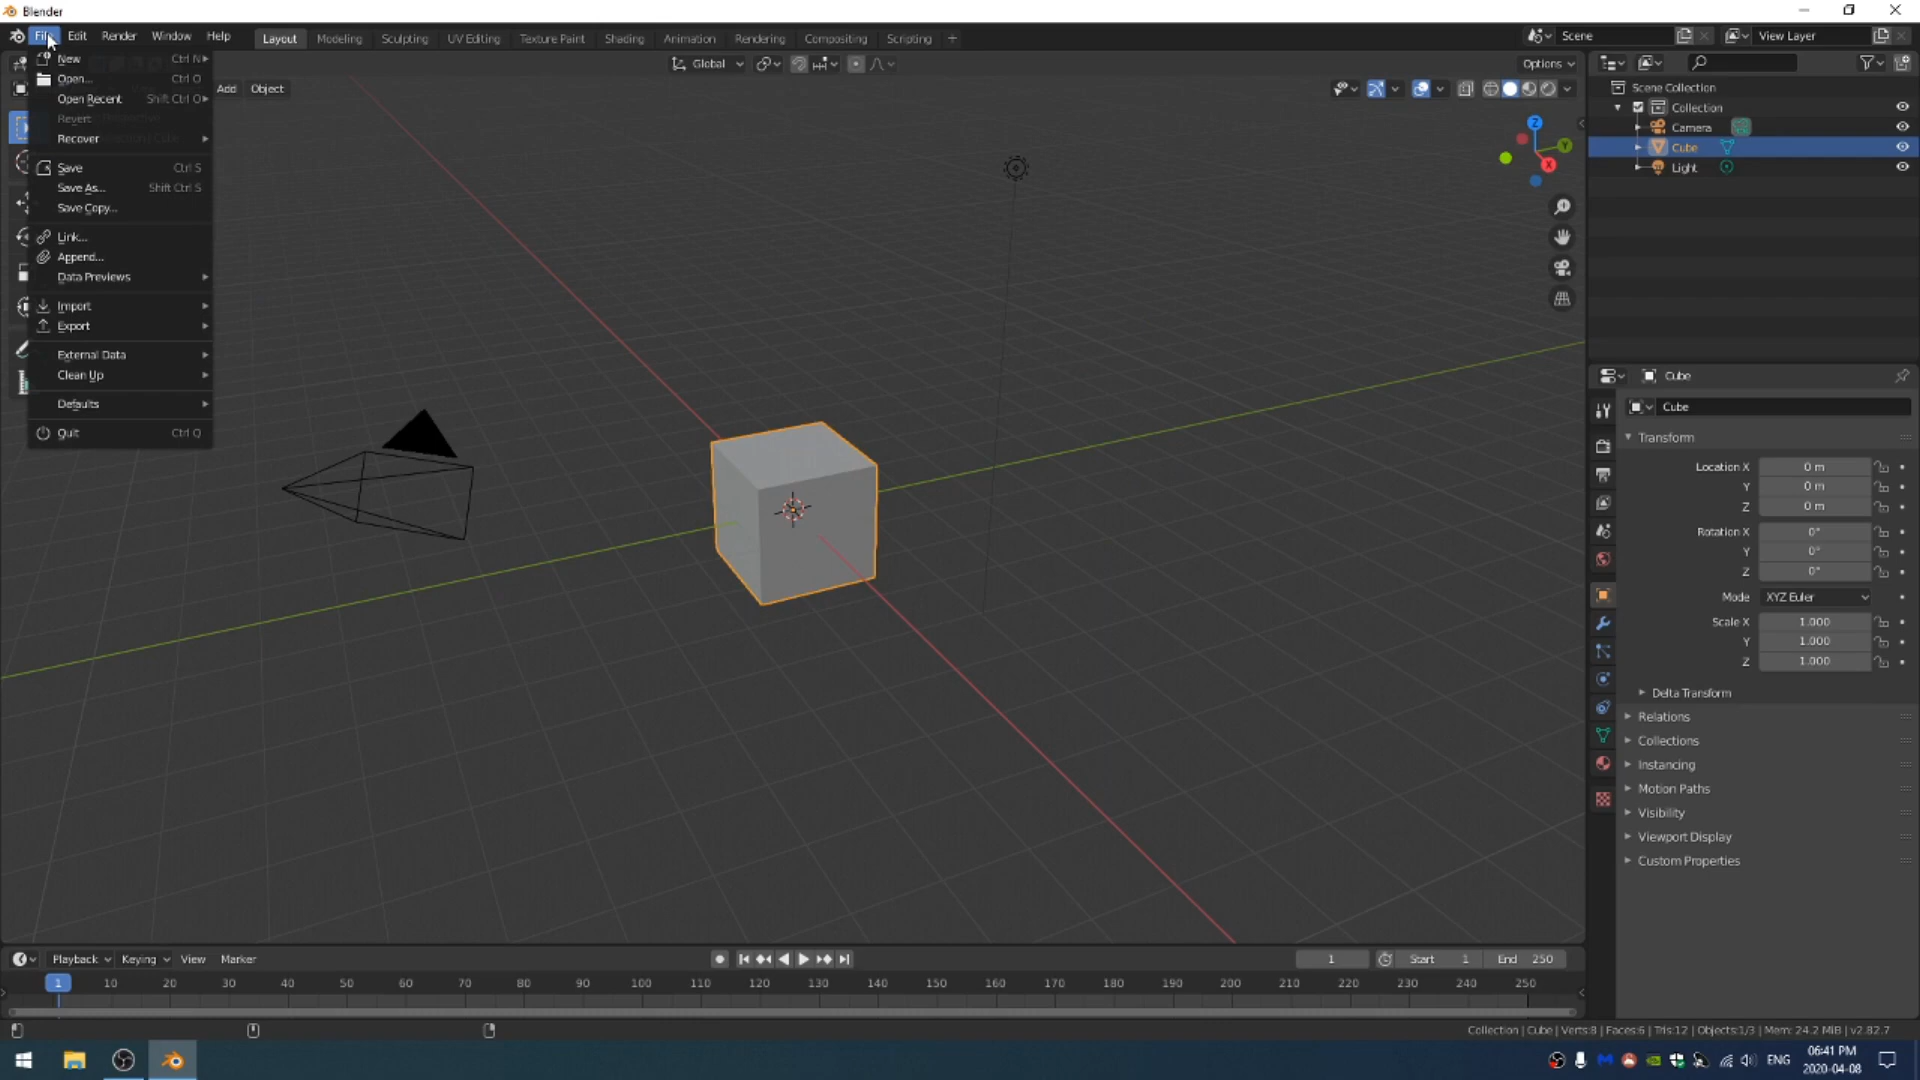 Blender
File Edit Render Window Help Layout Modeling Sculpting UV Editing Texture Paint Shading Animation Rendering Compositing Scripting + Scene View Layer
New Ctrl N
Open... Ctrl O
Open Recent Shift Ctrl O
Revert
Recover
Save Ctrl S
Save As... Shift Ctrl S
Save Copy...
Link...
Append...
Data Previews
Import
Export
External Data
Clean Up
Defaults
Quit Ctrl Q
Global
Options
Add Object
Z
Y
X
Scene Collection
Collection
Camera
Cube
Light
Cube
Cube
Transform
Location X 0 m
Y 0 m
Z 0 m
Rotation X 0°
Y 0°
Z 0°
Mode XYZ Euler
Scale X 1.000
Y 1.000
Z 1.000
Delta Transform
Relations
Collections
Instancing
Motion Paths
Visibility
Viewport Display
Custom Properties
Playback Keying View Marker 1 Start 1 End 250
1 10 20 30 40 50 60 70 80 90 100 110 120 130 140 150 160 170 180 190 200 210 220 230 240 250
Collection | Cube | Verts:8 | Faces:6 | Tris:12 | Objects:1/3 | Mem: 24.2 MiB | v2.82.7
ENG
06:41 PM
2020-04-08